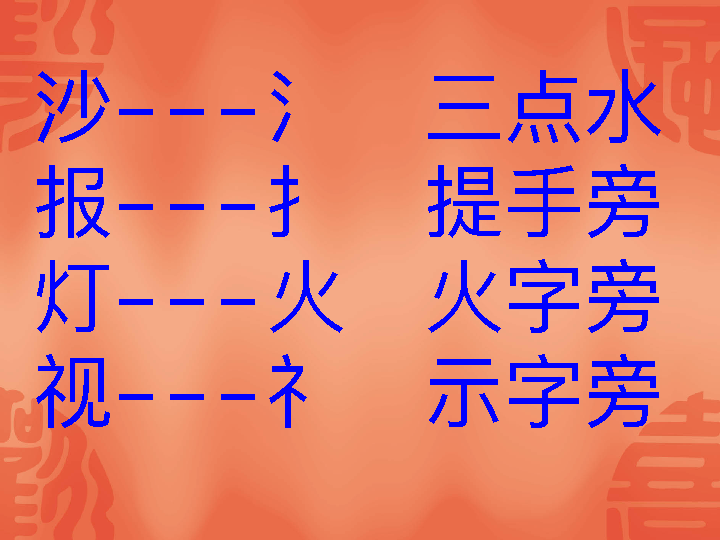 沙---氵 三点水
报---扌 提手旁
灯---火 火字旁
视---礻 示字旁